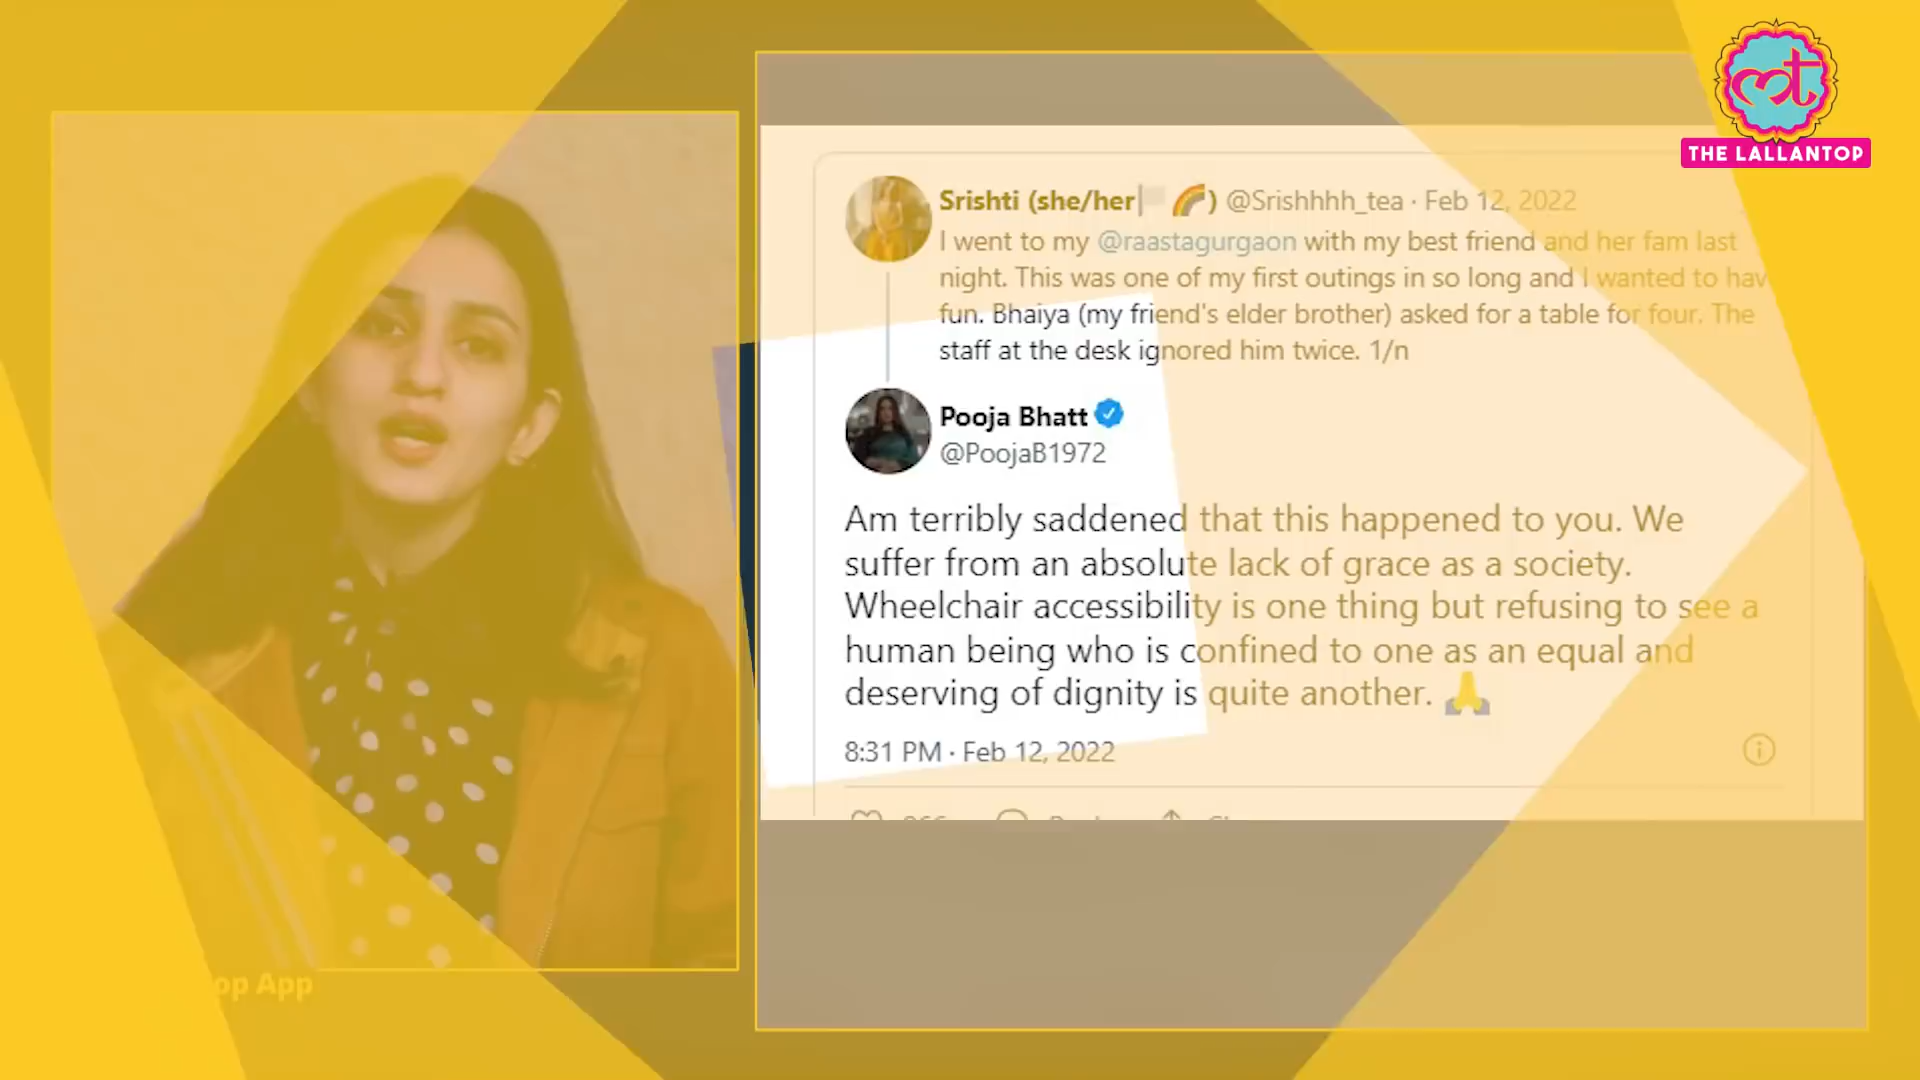 THE LALLANTOP
Srishti (she/her 🌈) @Srishhhh_tea · Feb 12, 2022
I went to my @raastagurgaon with my best friend and her fam last
night. This was one of my first outings in so long and I wanted to hav
fun. Bhaiya (my friend's elder brother) asked for a table for four. The
staff at the desk ignored him twice. 1/n
Pooja Bhatt
@PoojaB1972
Am terribly saddened that this happened to you. We
suffer from an absolute lack of grace as a society.
Wheelchair accessibility is one thing but refusing to see a
human being who is confined to one as an equal and
deserving of dignity is quite another. 🙏
8:31 PM · Feb 12, 2022
op App